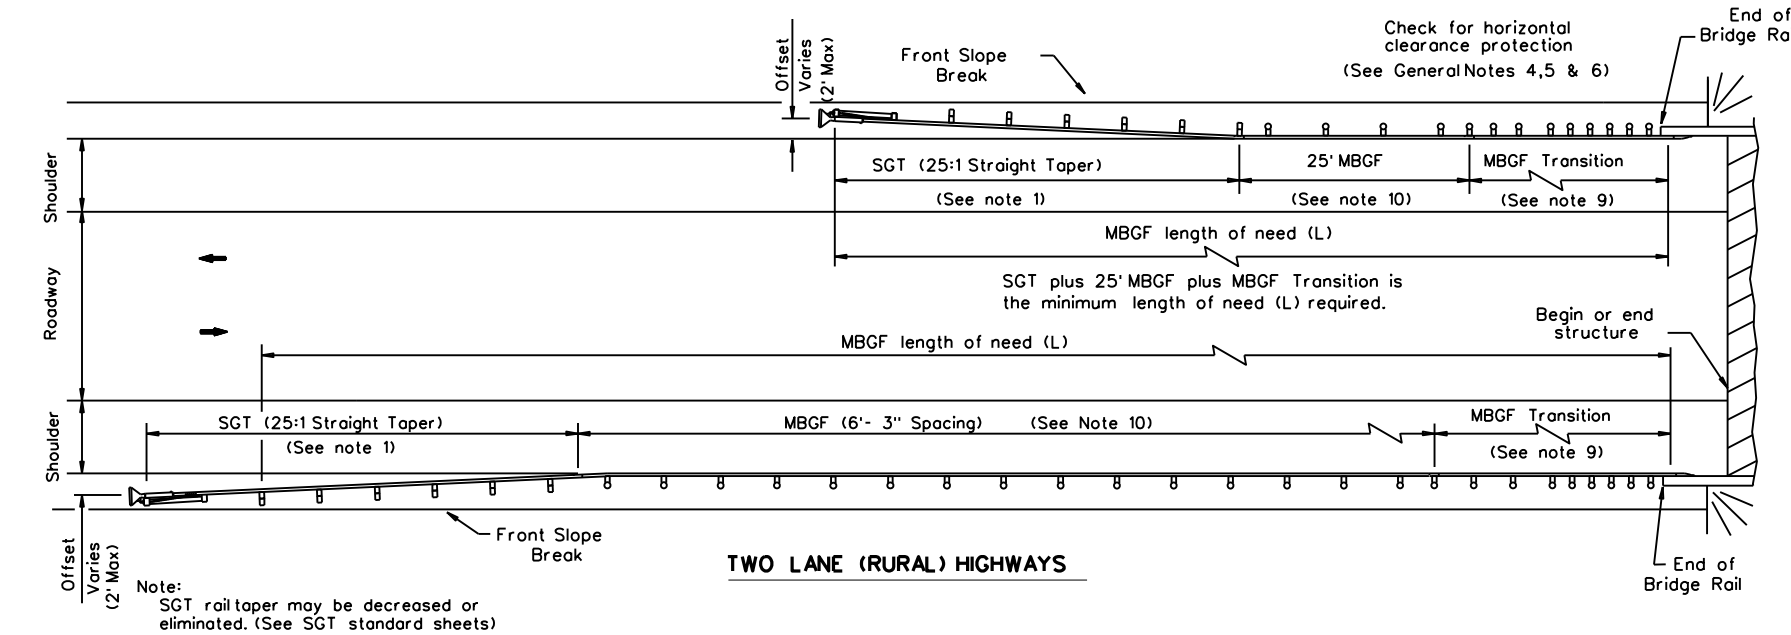 Offset
Varies
(2' Max)
Front Slope
Break
Check for horizontal
clearance protection
(See General Notes 4,5 & 6)
End of
Bridge Ra
Shoulder
SGT (25:1 Straight Taper)
(See note 1)
25' MBGF
(See note 10)
MBGF Transition
(See note 9)
MBGF length of need (L)
SGT plus 25' MBGF plus MBGF Transition is
the minimum length of need (L) required.
Roadway
Begin or end
structure
MBGF length of need (L)
Shoulder
SGT (25:1 Straight Taper)
(See note 1)
MBGF (6'- 3" Spacing) (See Note 10)
MBGF Transition
(See note 9)
Front Slope
Break
Offset
Varies
(2' Max)
TWO LANE (RURAL) HIGHWAYS
End of
Bridge Rail
Note:
SGT rail taper may be decreased or
eliminated. (See SGT standard sheets)